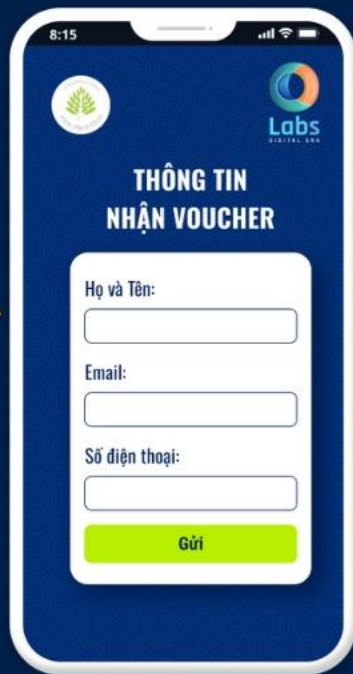 8:15
Labs
DIGITAL ERA
THÔNG TIN
NHẬN VOUCHER
Họ và Tên:
Email:
Số điện thoại:
Gửi